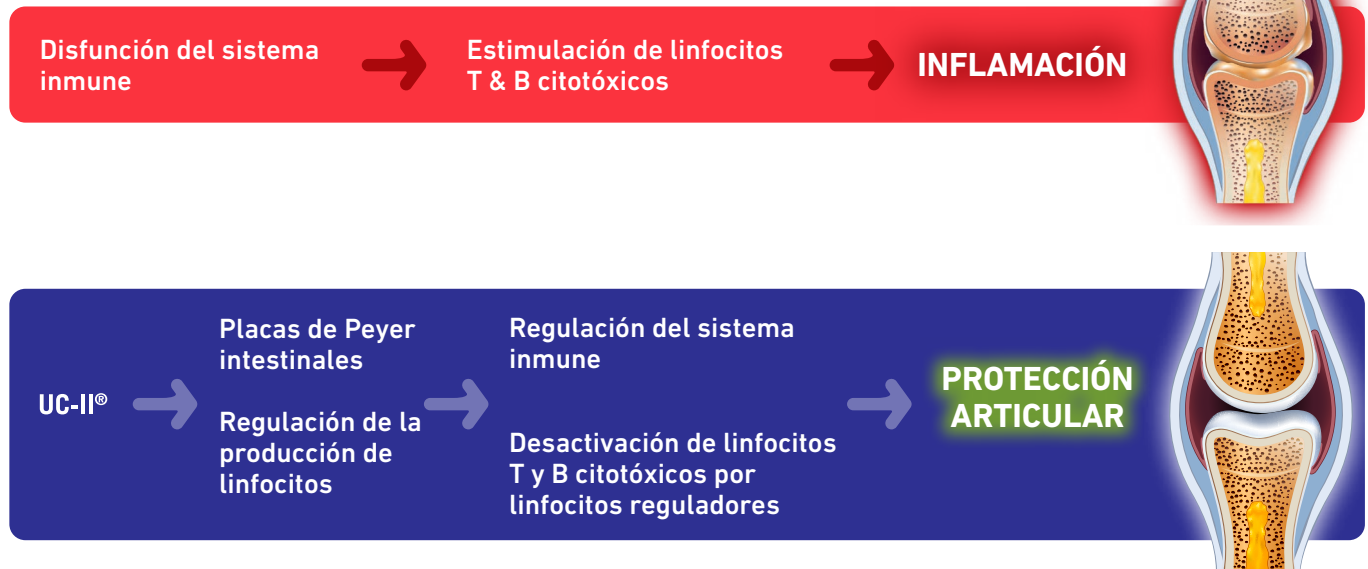 Disfunción del sistema
inmune
Estimulación de linfocitos
T & B citotóxicos
INFLAMACIÓN
UC-II®
Placas de Peyer
intestinales
Regulación de la
producción de
linfocitos
Regulación del sistema
inmune
Desactivación de linfocitos
T y B citotóxicos por
linfocitos reguladores
PROTECCIÓN
ARTICULAR